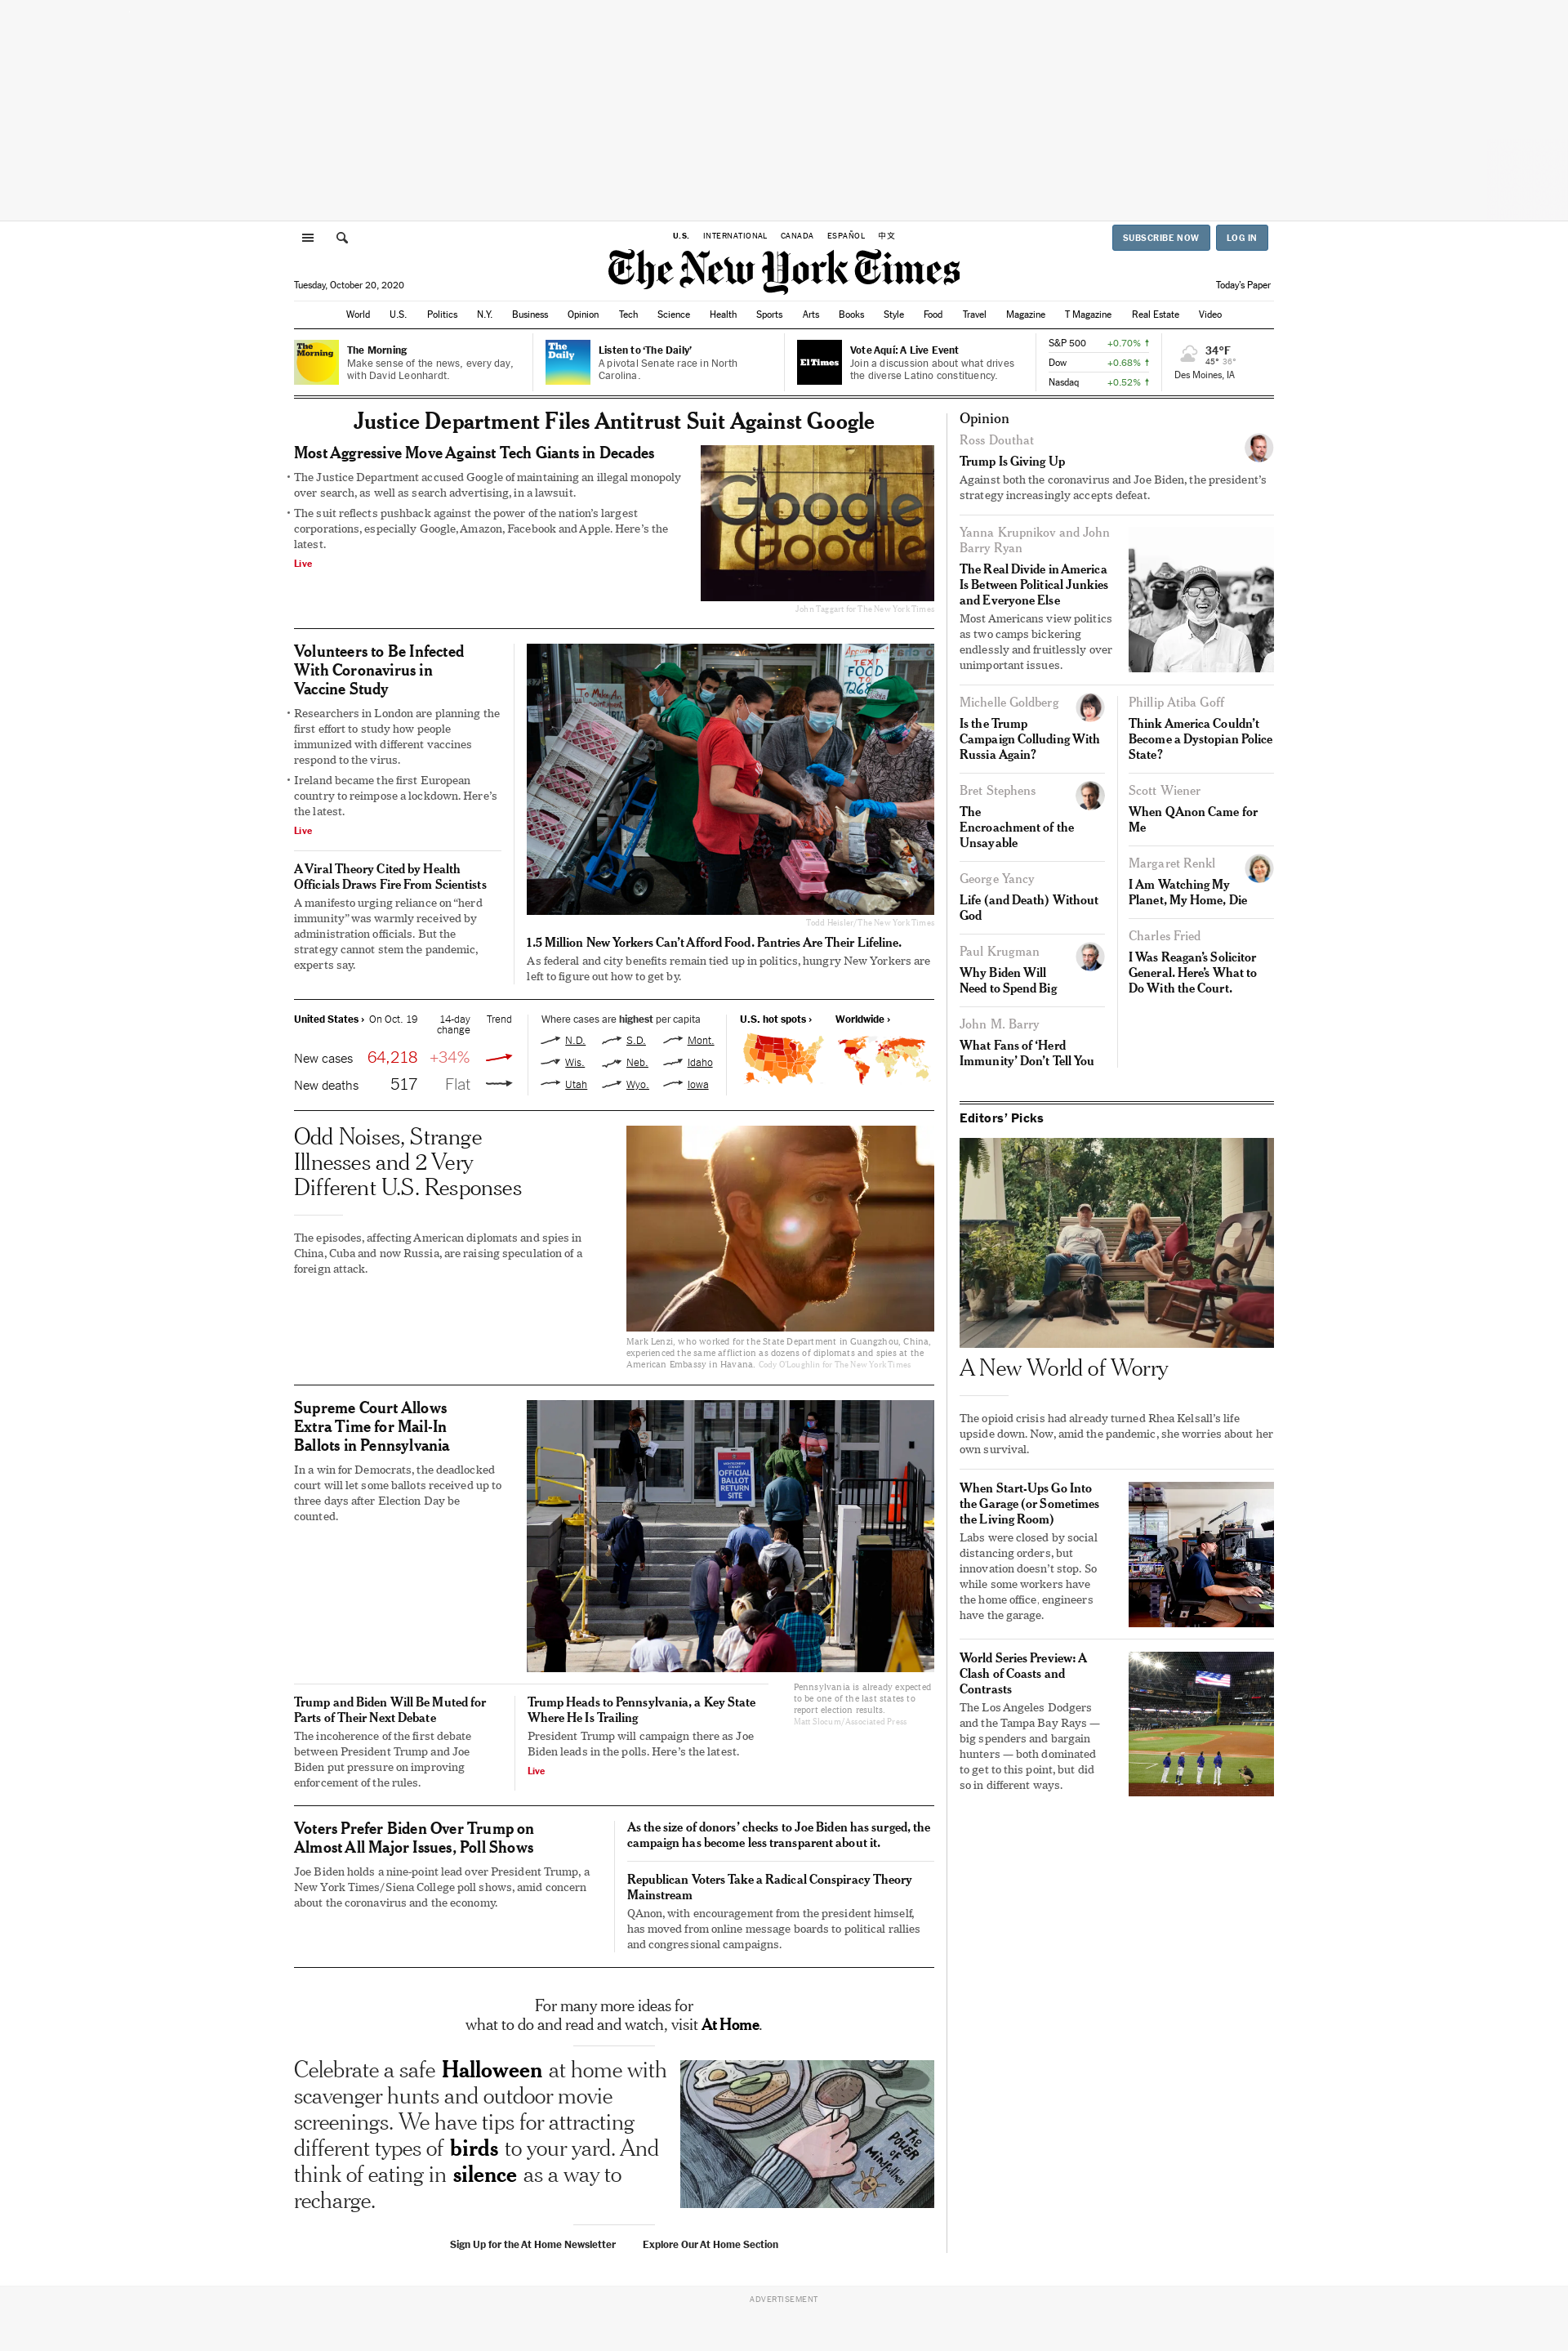 U.S. INTERNATIONAL CANADA ESPAÑOL 中文
SUBSCRIBE NOW LOG IN
The New York Times
Tuesday, October 20, 2020
Today's Paper
World U.S. Politics N.Y. Business Opinion Tech Science Health Sports Arts Books Style Food Travel Magazine T Magazine Real Estate Video
The Morning
The Morning
Make sense of the news, every day,
with David Leonhardt.
The Daily
Listen to ‘The Daily’
A pivotal Senate race in North
Carolina.
El Times
Vote Aquí: A Live Event
Join a discussion about what drives
the diverse Latino constituency.
S&P 500 +0.70% ↑
Dow +0.68% ↑
Nasdaq +0.52% ↑
34°F
45° 36°
Des Moines, IA
Justice Department Files Antitrust Suit Against Google
Most Aggressive Move Against Tech Giants in Decades
• The Justice Department accused Google of maintaining an illegal monopoly
over search, as well as search advertising, in a lawsuit.
• The suit reflects pushback against the power of the nation’s largest
corporations, especially Google, Amazon, Facebook and Apple. Here’s the
latest.
Live
Google
Google
John Taggart for The New York Times
Volunteers to Be Infected
With Coronavirus in
Vaccine Study
• Researchers in London are planning the
first effort to study how people
immunized with different vaccines
respond to the virus.
• Ireland became the first European
country to reimpose a lockdown. Here’s
the latest.
Live
A Viral Theory Cited by Health
Officials Draws Fire From Scientists
A manifesto urging reliance on “herd
immunity” was warmly received by
administration officials. But the
strategy cannot stem the pandemic,
experts say.
To Make An
TEXT
FOOD
TO
Todd Heisler/The New York Times
1.5 Million New Yorkers Can’t Afford Food. Pantries Are Their Lifeline.
As federal and city benefits remain tied up in politics, hungry New Yorkers are
left to figure out how to get by.
United States › On Oct. 19 14-day Trend
change
New cases 64,218 +34%
New deaths 517 Flat
Where cases are highest per capita
N.D. S.D. Mont.
Wis. Neb. Idaho
Utah Wyo. Iowa
U.S. hot spots › Worldwide ›
Odd Noises, Strange
Illnesses and 2 Very
Different U.S. Responses
The episodes, affecting American diplomats and spies in
China, Cuba and now Russia, are raising speculation of a
foreign attack.
Mark Lenzi, who worked for the State Department in Guangzhou, China,
experienced the same affliction as dozens of diplomats and spies at the
American Embassy in Havana. Cody O’Loughlin for The New York Times
Supreme Court Allows
Extra Time for Mail-In
Ballots in Pennsylvania
In a win for Democrats, the deadlocked
court will let some ballots received up to
three days after Election Day be
counted.
OFFICIAL
BALLOT
RETURN
SITE
Pennsylvania is already expected
to be one of the last states to
report election results.
Matt Slocum/Associated Press
Trump and Biden Will Be Muted for
Parts of Their Next Debate
The incoherence of the first debate
between President Trump and Joe
Biden put pressure on improving
enforcement of the rules.
Trump Heads to Pennsylvania, a Key State
Where He Is Trailing
President Trump will campaign there as Joe
Biden leads in the polls. Here’s the latest.
Live
Voters Prefer Biden Over Trump on
Almost All Major Issues, Poll Shows
Joe Biden holds a nine-point lead over President Trump, a
New York Times/Siena College poll shows, amid concern
about the coronavirus and the economy.
As the size of donors’ checks to Joe Biden has surged, the
campaign has become less transparent about it.
Republican Voters Take a Radical Conspiracy Theory
Mainstream
QAnon, with encouragement from the president himself,
has moved from online message boards to political rallies
and congressional campaigns.
For many more ideas for
what to do and read and watch, visit At Home.
Celebrate a safe Halloween at home with
scavenger hunts and outdoor movie
screenings. We have tips for attracting
different types of birds to your yard. And
think of eating in silence as a way to
recharge.
The
POWER
of
Mindfulness
Sign Up for the At Home Newsletter Explore Our At Home Section
Opinion
Ross Douthat
Trump Is Giving Up
Against both the coronavirus and Joe Biden, the president’s
strategy increasingly accepts defeat.
Yanna Krupnikov and John
Barry Ryan
The Real Divide in America
Is Between Political Junkies
and Everyone Else
Most Americans view politics
as two camps bickering
endlessly and fruitlessly over
unimportant issues.
Michelle Goldberg
Is the Trump
Campaign Colluding With
Russia Again?
Bret Stephens
The
Encroachment of the
Unsayable
George Yancy
Life (and Death) Without
God
Paul Krugman
Why Biden Will
Need to Spend Big
John M. Barry
What Fans of ‘Herd
Immunity’ Don’t Tell You
Phillip Atiba Goff
Think America Couldn’t
Become a Dystopian Police
State?
Scott Wiener
When QAnon Came for
Me
Margaret Renkl
I Am Watching My
Planet, My Home, Die
Charles Fried
I Was Reagan’s Solicitor
General. Here’s What to
Do With the Court.
Editors’ Picks
A New World of Worry
The opioid crisis had already turned Rhea Kelsall’s life
upside down. Now, amid the pandemic, she worries about her
own survival.
When Start-Ups Go Into
the Garage (or Sometimes
the Living Room)
Labs were closed by social
distancing orders, but
innovation doesn’t stop. So
while some workers have
the home office, engineers
have the garage.
World Series Preview: A
Clash of Coasts and
Contrasts
The Los Angeles Dodgers
and the Tampa Bay Rays —
big spenders and bargain
hunters — both dominated
to get to this point, but did
so in different ways.
ADVERTISEMENT